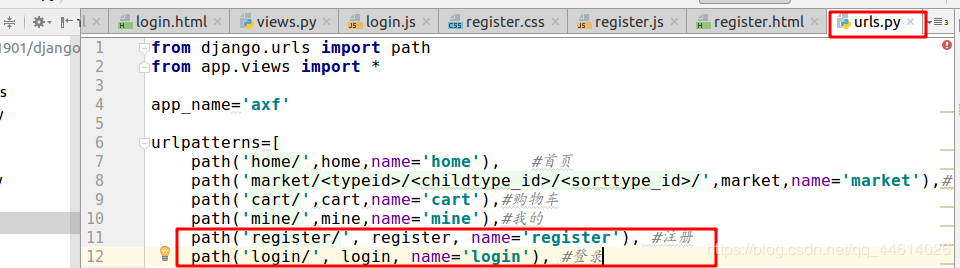 login.html × views.py × login.js × register.css × register.js × register.html × urls.py ×
1901/django
1 from django.urls import path
2 from app.views import *
3
4 app_name='axf'
5
6 urlpatterns=[
7 path('home/',home,name='home'), #首页
8 path('market/<typeid>/<childtype_id>/<sorttype_id>/',market,name='market'),#
9 path('cart/',cart,name='cart'),#购物车
10 path('mine/',mine,name='mine'),#我的
11 path('register/', register, name='register'), #注册
12 path('login/', login, name='login'), #登录
https://blog.csdn.net/qq_44614026